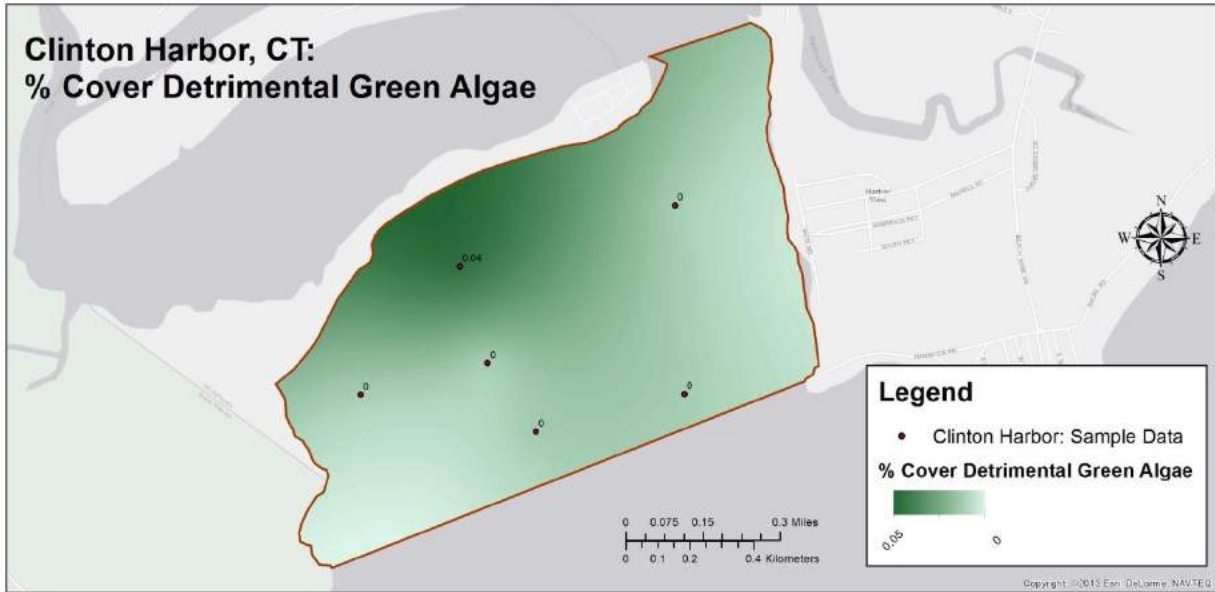 Clinton Harbor, CT:
% Cover Detrimental Green Algae
0
0.04
0
0
0
0
Harbor
View
N
W E
S
Legend
Clinton Harbor: Sample Data
% Cover Detrimental Green Algae
0.05 0
0 0.075 0.15 0.3 Miles
0 0.1 0.2 0.4 Kilometers
Copyright: ©2013 Esri, DeLorme, NAVTEQ